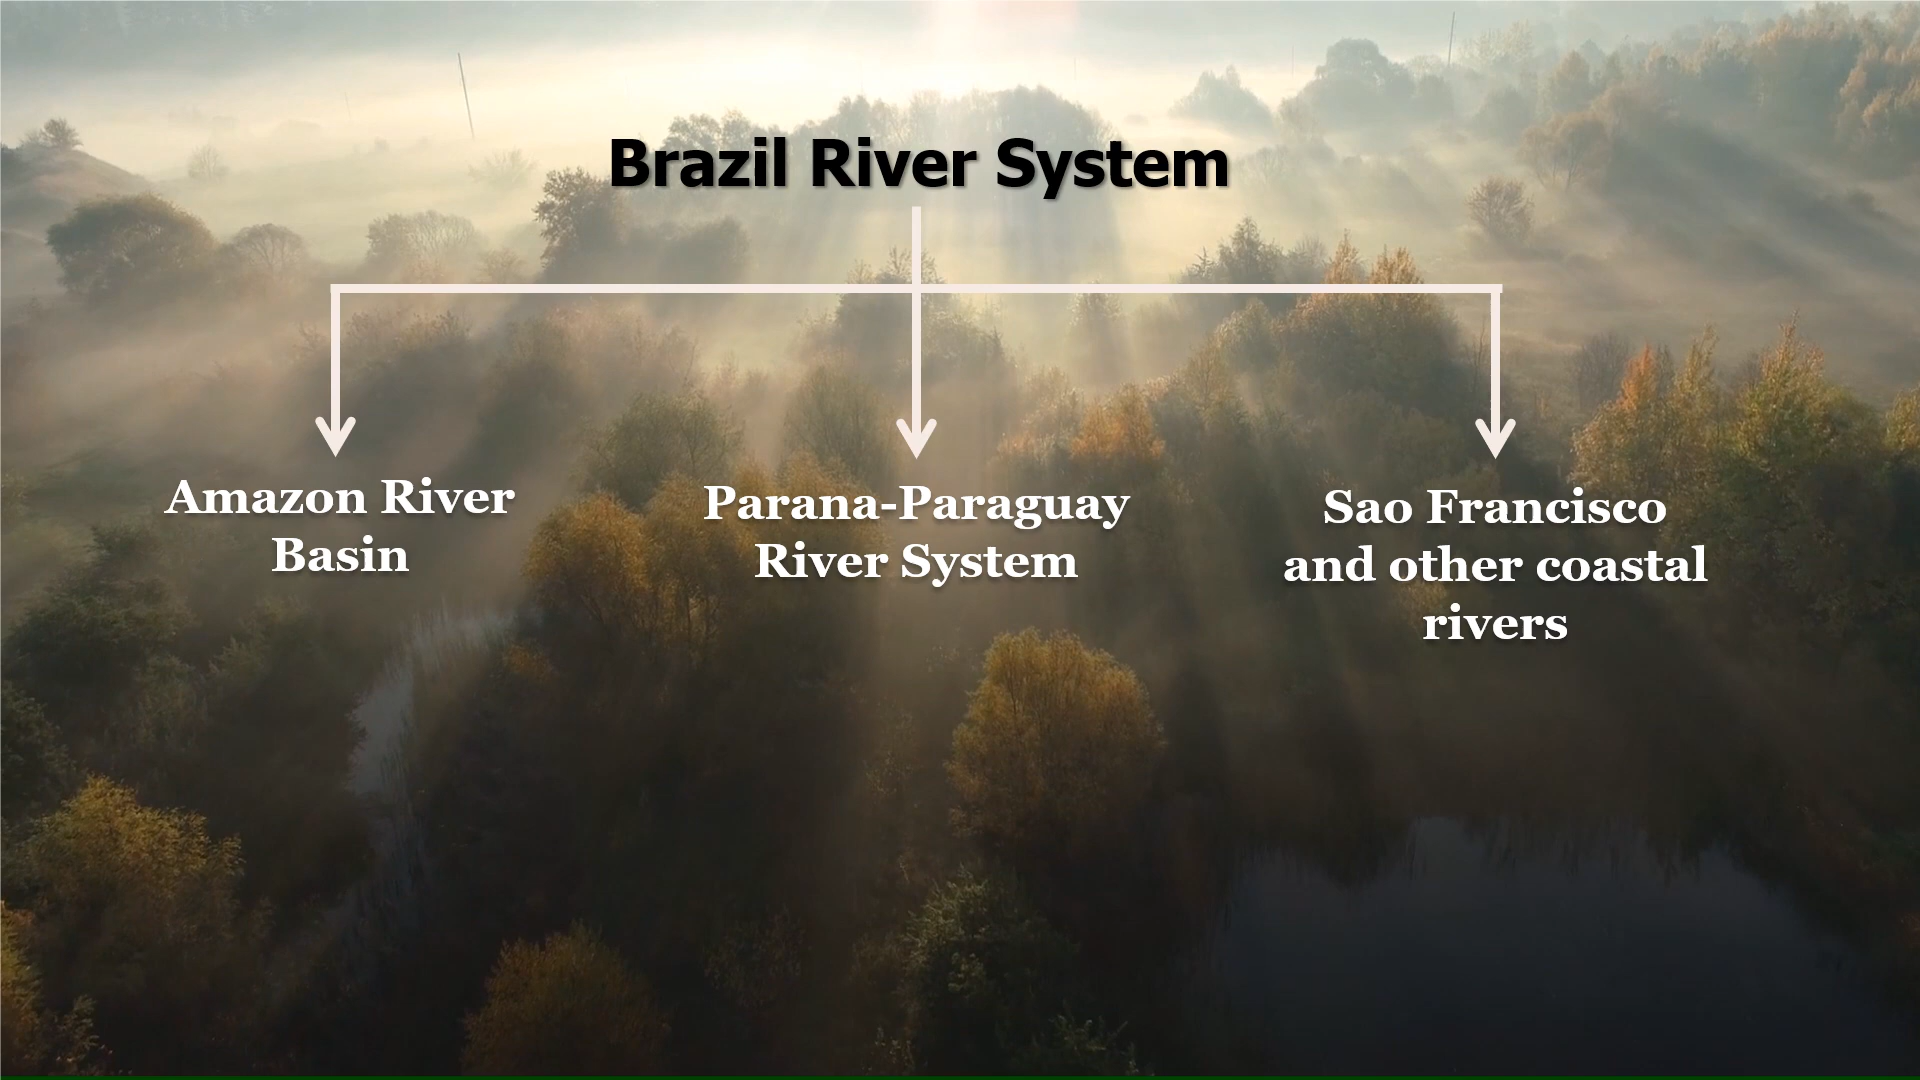 Brazil River System
Amazon River
Basin
Parana-Paraguay
River System
Sao Francisco
and other coastal
rivers